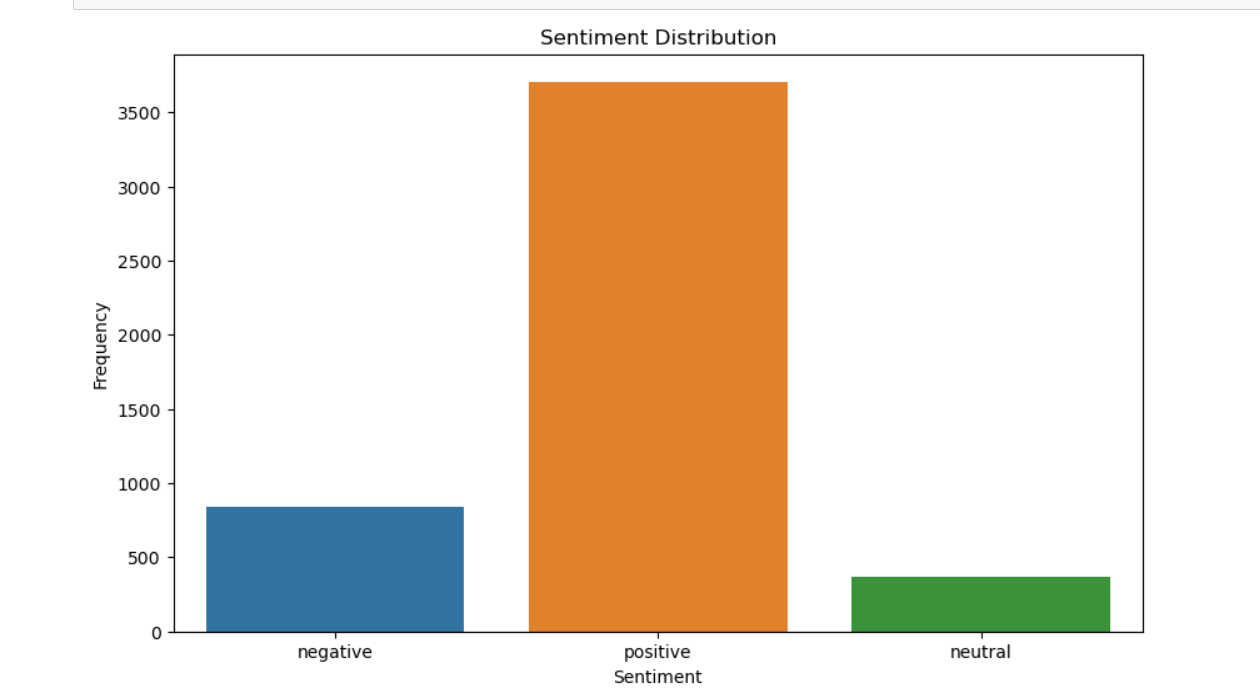 Sentiment Distribution
3500
3000
2500
2000
1500
1000
500
0
Frequency
negative
positive
neutral
Sentiment